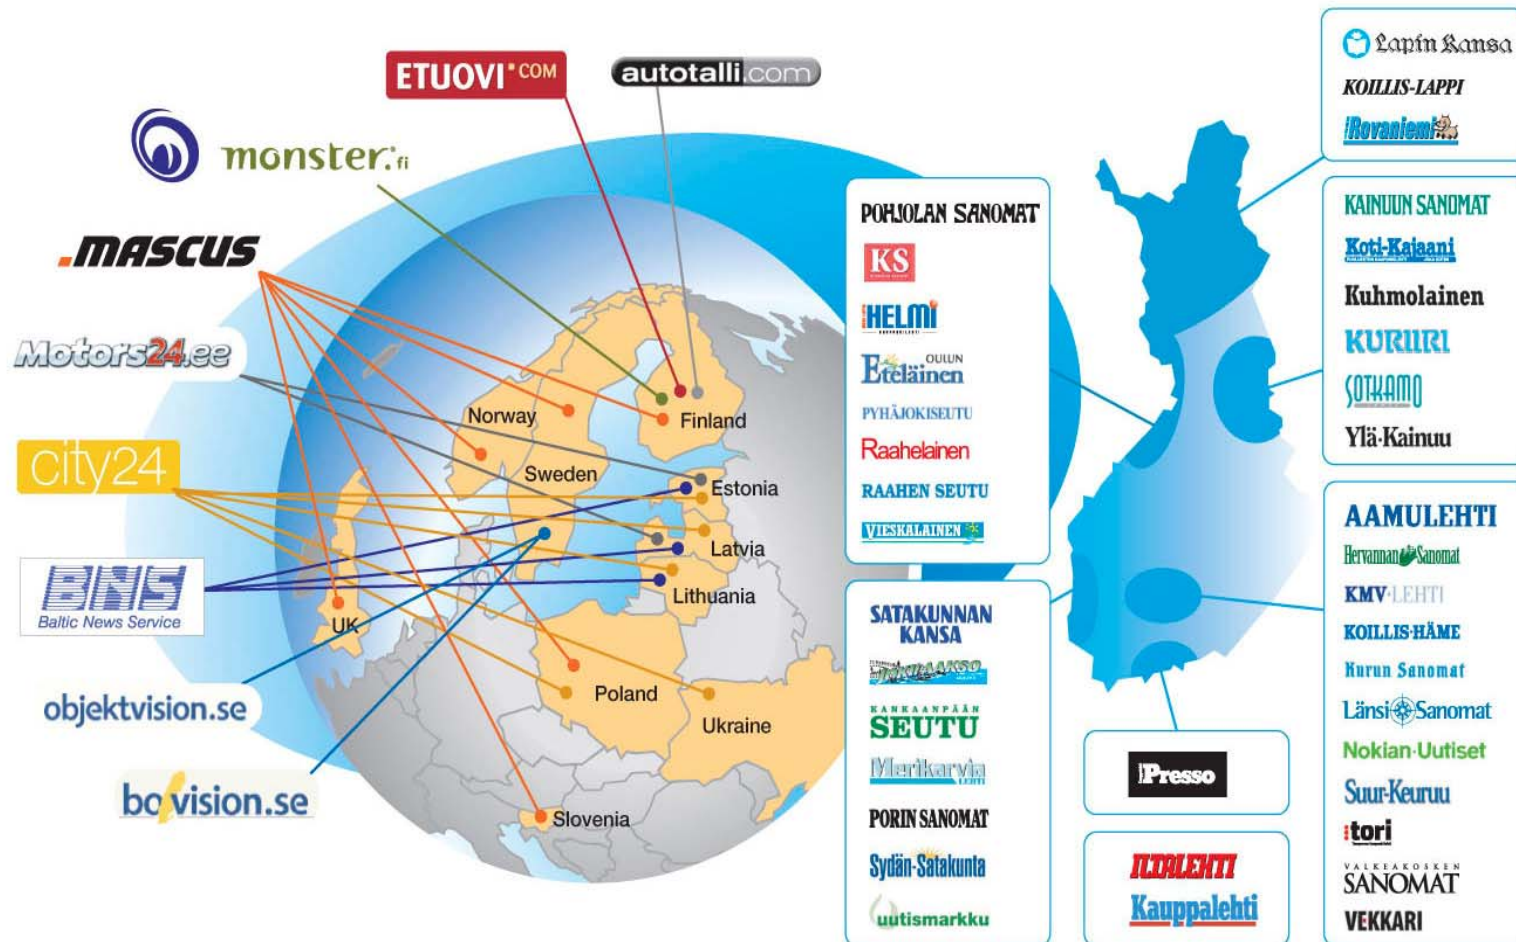 ETUOVI.COM
autotalli.com
monster.fi
MASCUS
Motors24.ee
city24
BNS
Baltic News Service
objektvision.se
bovision.se
Norway
Sweden
Finland
Estonia
Latvia
Lithuania
UK
Poland
Ukraine
Slovenia
POHJOLAN SANOMAT
KS
HELMI
OULUN
Eteläinen
PYHÄJOKISEUTU
Raahelainen
RAAHEN SEUTU
VIESKALAINEN
SATAKUNNAN
KANSA
KANKAANPÄÄN
SEUTU
Merikarvia
PORIN SANOMAT
Sydän-Satakunta
uutismarkku
Lapin Kansa
KOILLIS-LAPPI
Rovaniemi
KAINUUN SANOMAT
Koti-Kajaani
Kuhmolainen
KURIIRI
SOTKAMO
Ylä-Kainuu
AAMULEHTI
Hervannan Sanomat
KMV-LEHTI
KOILLIS-HÄME
Kurun Sanomat
Länsi Sanomat
Nokian Uutiset
Suur-Keuruu
tori
VALKEAKOSKEN
SANOMAT
VEKKARI
Presso
ILTALEHTI
Kauppalehti